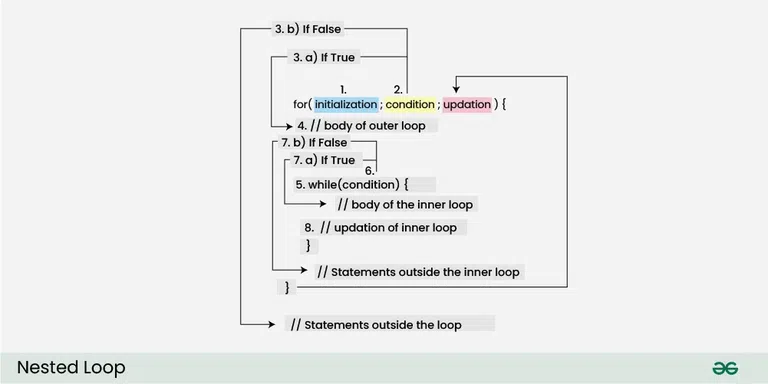 3. b) If False
3. a) If True
1. 2.
for( initialization ; condition ; updation ) {
4. // body of outer loop
7. b) If False
7. a) If True
6.
5. while(condition) {
// body of the inner loop
8. // updation of inner loop
}
// Statements outside the inner loop
}
// Statements outside the loop
Nested Loop